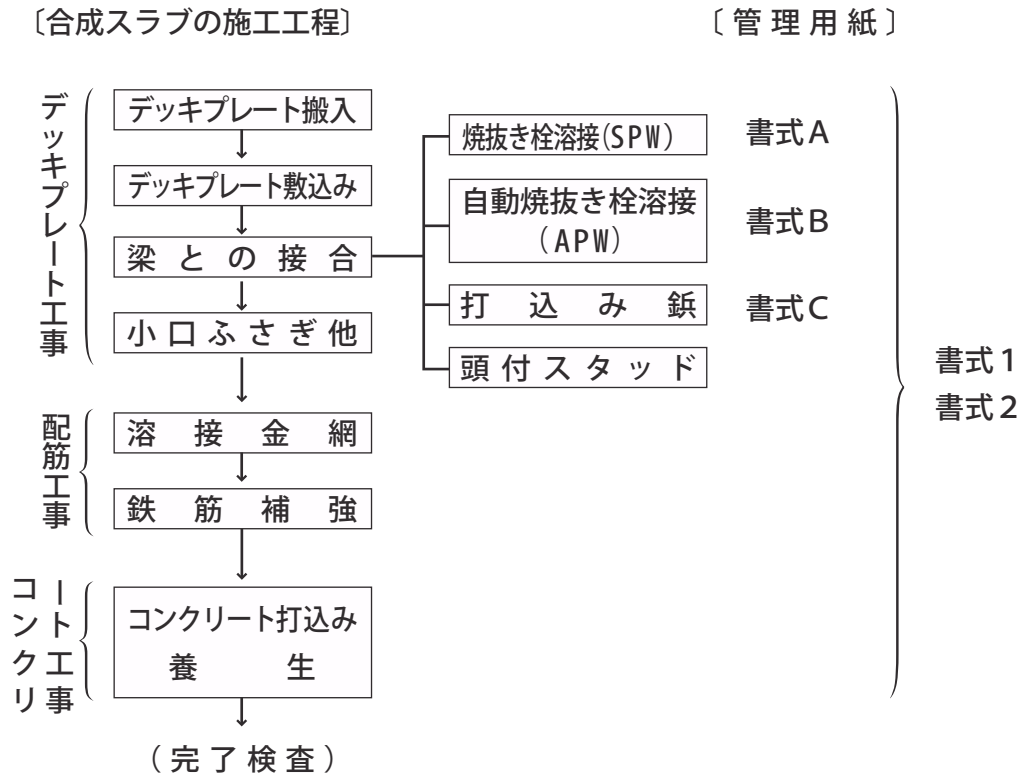 〔合成スラブの施工工程〕
〔管理用紙〕
デッキプレート工事
デッキプレート搬入
デッキプレート敷込み
梁との接合
小口ふさぎ他
焼抜き栓溶接(SPW)
書式A
自動焼抜き栓溶接
(APW)
書式B
打込み鋲
書式C
頭付スタッド
書式1
書式2
配筋工事
溶接金網
鉄筋補強
コンクリ
ート工事
コンクリート打込み
養生
(完了検査)